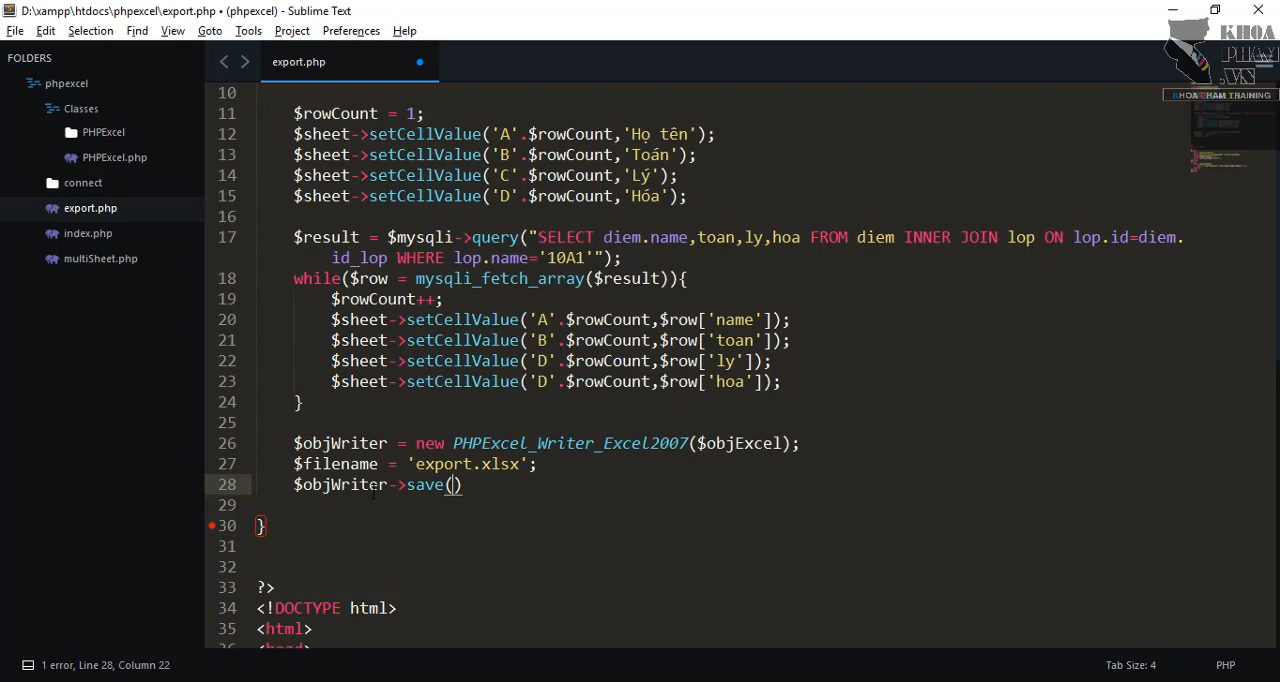 D:\xampp\htdocs\phpexcel\export.php • (phpexcel) - Sublime Text
File Edit Selection Find View Goto Tools Project Preferences Help
KHOA
PHAM
.VN
KHOA PHAM TRAINING
FOLDERS
phpexcel
Classes
PHPExcel
PHPExcel.php
connect
export.php
index.php
multiSheet.php
export.php
10
11 $rowCount = 1;
12 $sheet->setCellValue('A'.$rowCount,'Họ tên');
13 $sheet->setCellValue('B'.$rowCount,'Toán');
14 $sheet->setCellValue('C'.$rowCount,'Lý');
15 $sheet->setCellValue('D'.$rowCount,'Hóa');
16
17 $result = $mysqli->query("SELECT diem.name,toan,ly,hoa FROM diem INNER JOIN lop ON lop.id=diem.
id_lop WHERE lop.name='10A1'");
18 while($row = mysqli_fetch_array($result)){
19 $rowCount++;
20 $sheet->setCellValue('A'.$rowCount,$row['name']);
21 $sheet->setCellValue('B'.$rowCount,$row['toan']);
22 $sheet->setCellValue('D'.$rowCount,$row['ly']);
23 $sheet->setCellValue('D'.$rowCount,$row['hoa']);
24 }
25
26 $objWriter = new PHPExcel_Writer_Excel2007($objExcel);
27 $filename = 'export.xlsx';
28 $objWriter->save()
29
30 }
31
32
33 ?>
34 <!DOCTYPE html>
35 <html>
36 <head>
1 error, Line 28, Column 22
Tab Size: 4
PHP